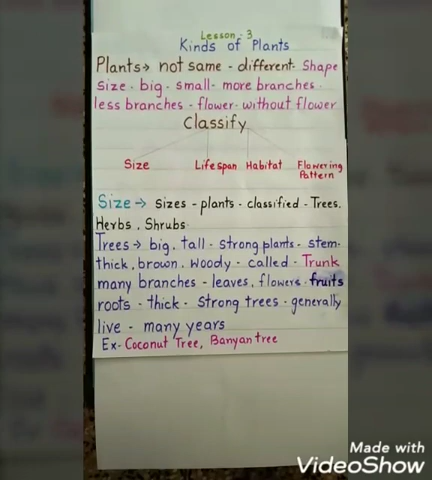 Lesson - 3
Kinds of Plants
Plants → not same - different - Shape
Size - big - small - more branches -
less branches - flower - without flower
Classify
Size Lifespan Habitat Flowering Pattern
Size → sizes - plants - classified - Trees.
Herbs, Shrubs
Trees → big, tall - strong plants - stem -
thick, brown, woody - called - Trunk
many branches - leaves, flowers - fruits
roots - thick - strong trees - generally
live - many years
Ex - Coconut Tree, Banyan tree
Made with
VideoShow